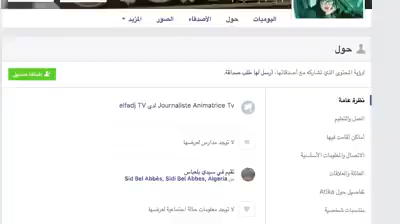 اليوميات حول الأصدقاء الصور المزيد
حول
لرؤية المحتوى الذي تشاركه مع أصدقائها، أرسل لها طلب صداقة.
إضافة صديق
نظرة عامة
العمل والتعليم
أماكن أقامت فيها
الاتصال والمعلومات الأساسية
العائلة والعلاقات
تفاصيل حول Atika
مناسبات شخصية
Journaliste Animatrice Tv لدى elfadj TV
لا توجد مدارس لعرضها
تقيم في سيدي بلعباس
من Sidi Bel Abbès, Sidi Bel Abbes, Algeria
لا توجد معلومات حالة اجتماعية لعرضها